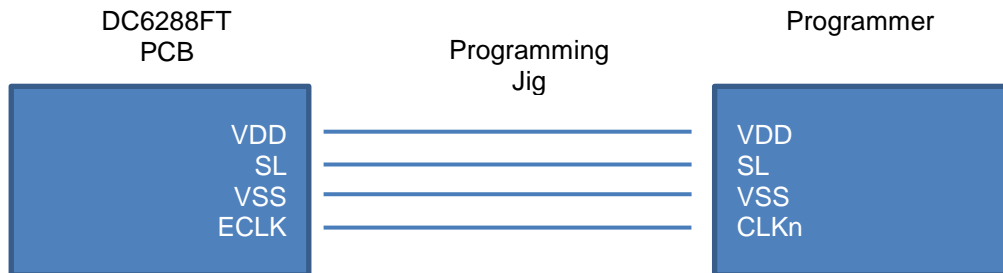 DC6288FT
PCB
Programming
Jig
Programmer
VDD
SL
VSS
ECLK
VDD
SL
VSS
CLKn